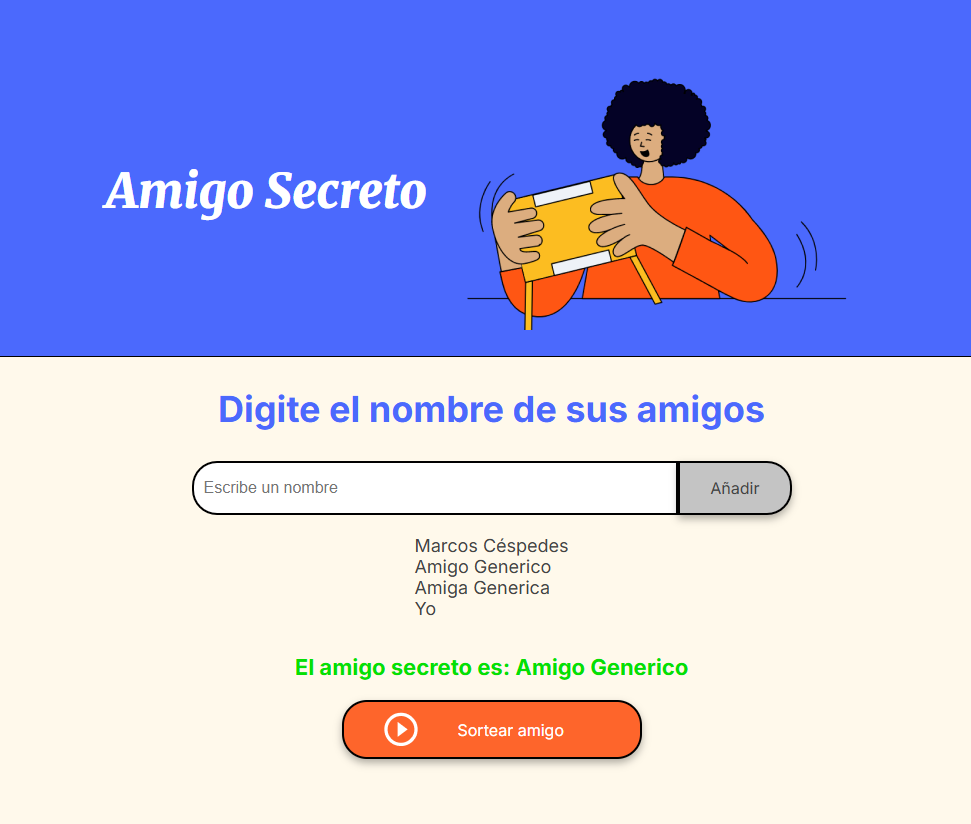 Amigo Secreto
Digite el nombre de sus amigos
Escribe un nombre
Añadir
Marcos Céspedes
Amigo Generico
Amiga Generica
Yo
El amigo secreto es: Amigo Generico
Sortear amigo